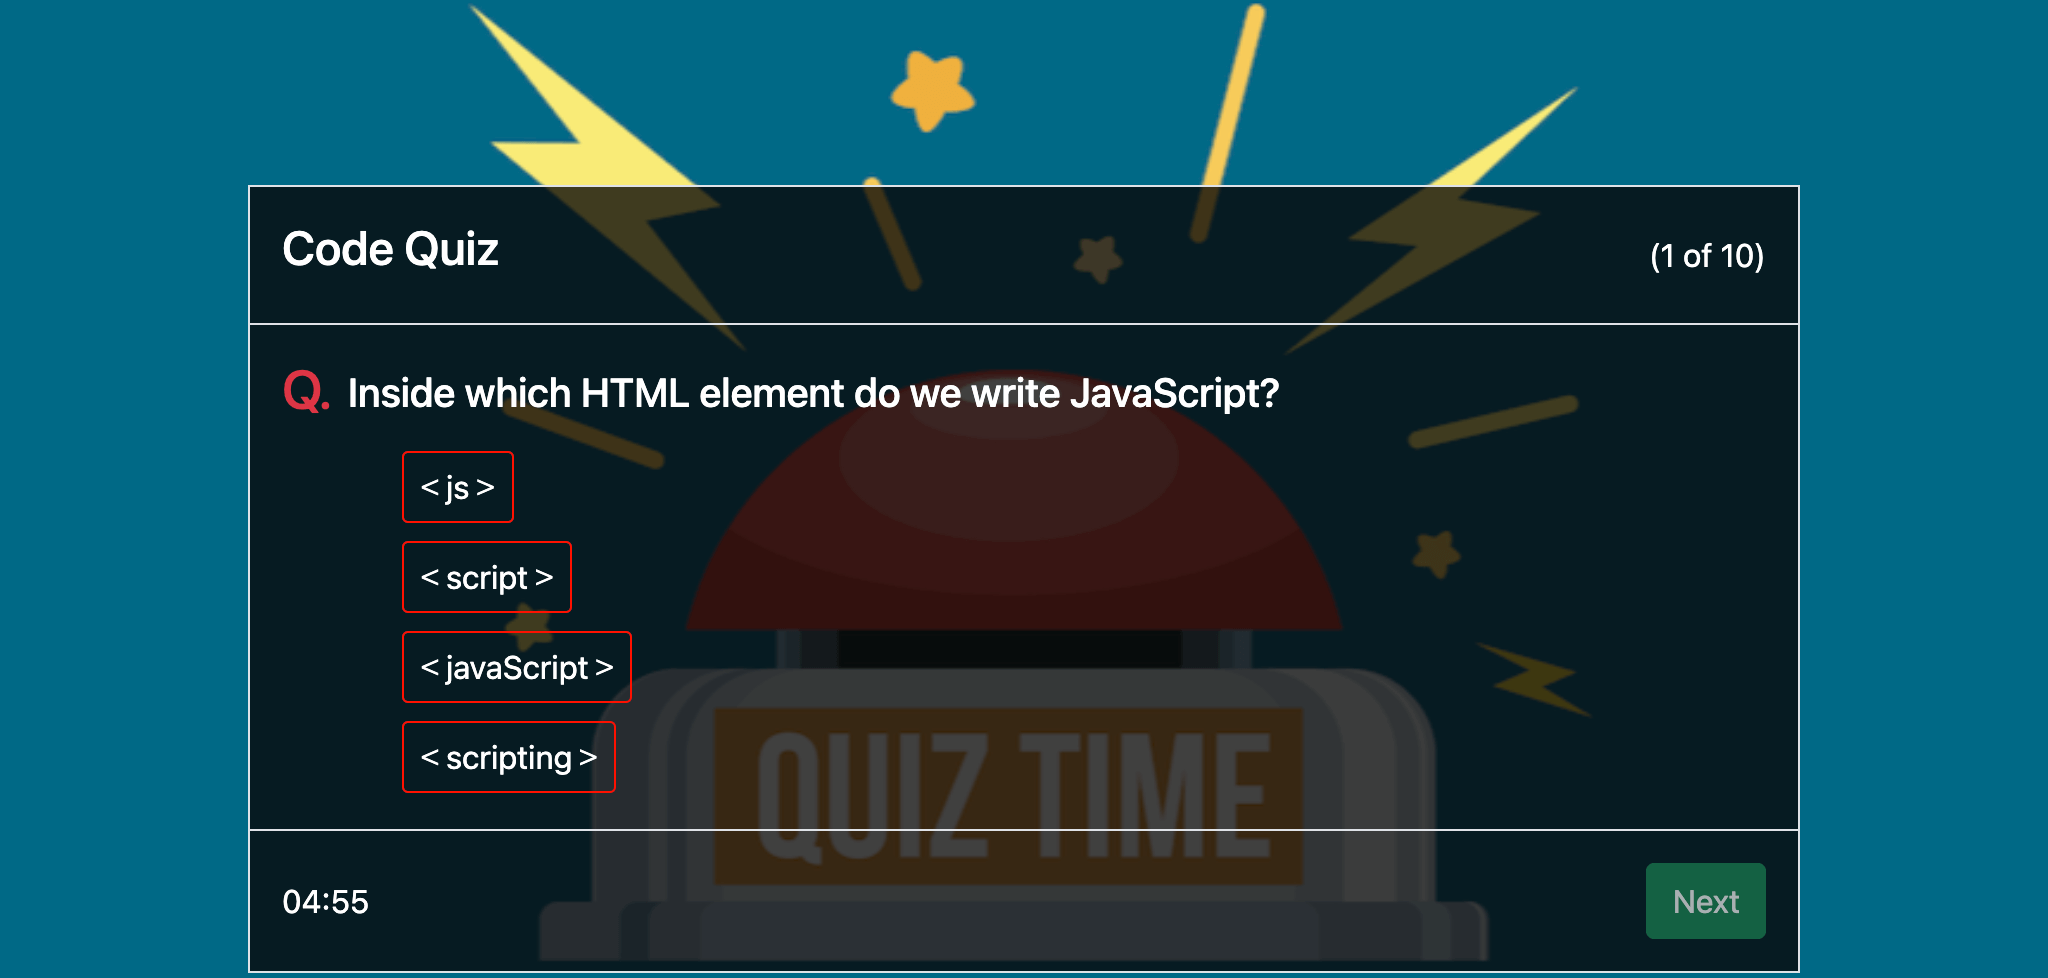 Code Quiz
(1 of 10)
Q. Inside which HTML element do we write JavaScript?
< js >
< script >
< javaScript >
< scripting >
QUIZ TIME
04:55
Next